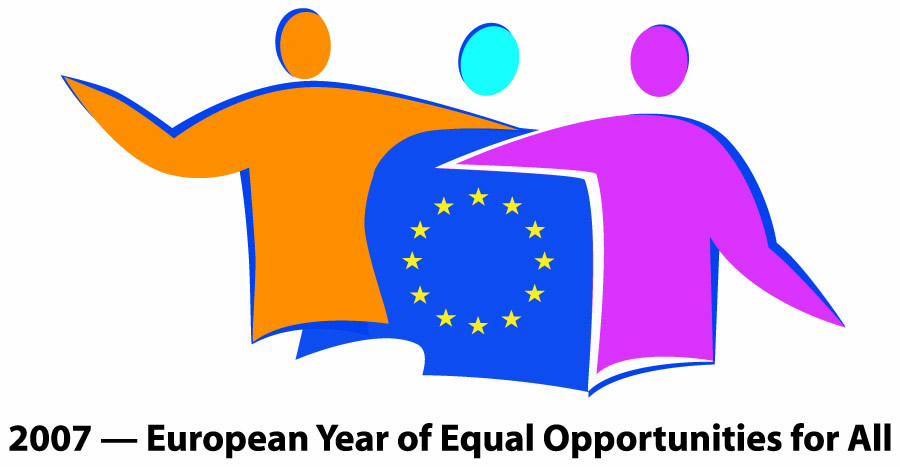 2007 — European Year of Equal Opportunities for All